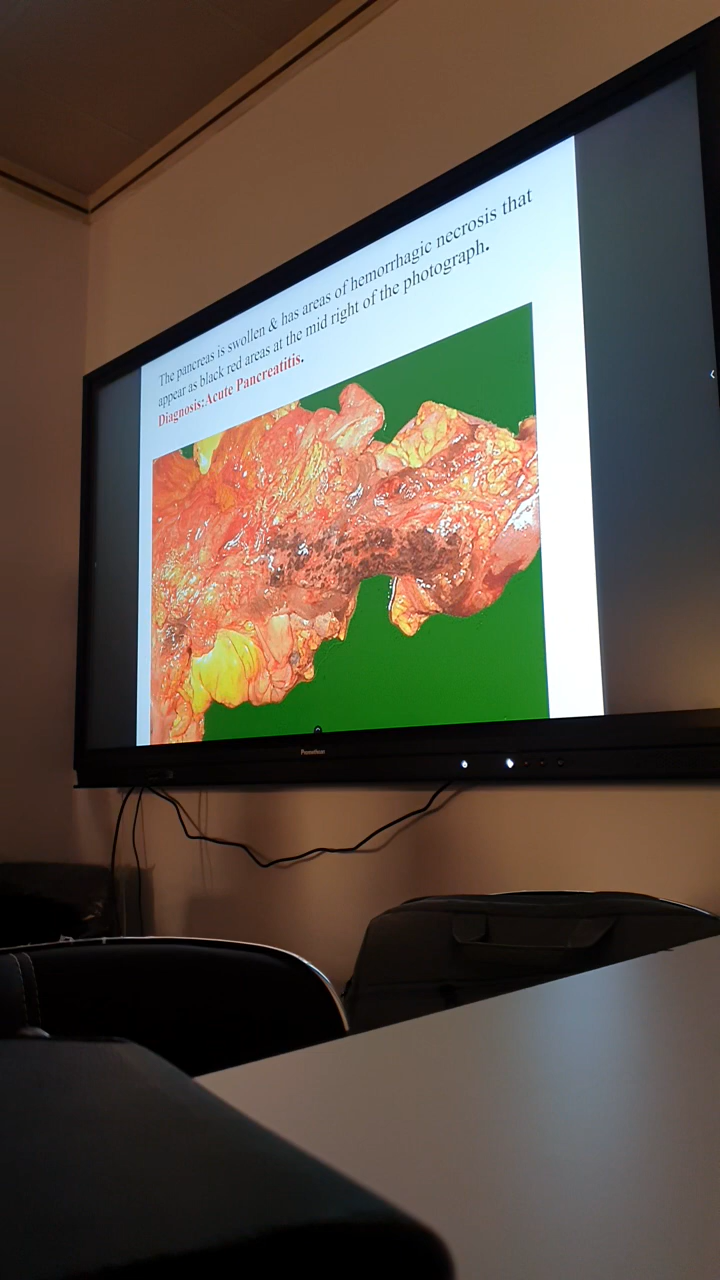 The pancreas is swollen & has areas of hemorrhagic necrosis that
appear as black red areas at the mid right of the photograph.
Diagnosis:Acute Pancreatitis.
Promethean